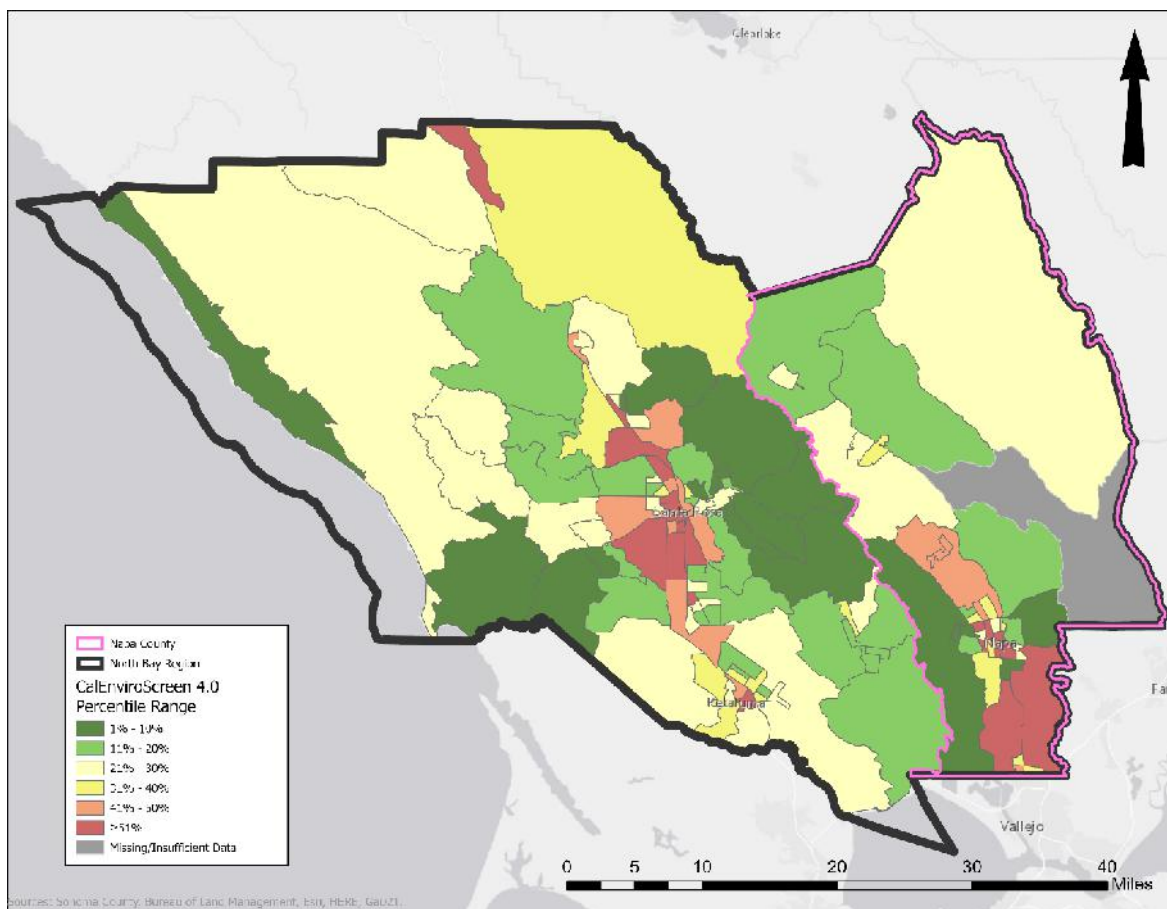 Clearlake
Santa Rosa
Napa
Petaluma
Vallejo
Napa County
North Bay Region
CalEnviroScreen 4.0
Percentile Range
1% - 10%
11% - 20%
21% - 30%
31% - 40%
41% - 50%
≥51%
Missing/Insufficient Data
0 5 10 20 30 40
Miles
Sources: Sonoma County, Bureau of Land Management, Esri, HERE,